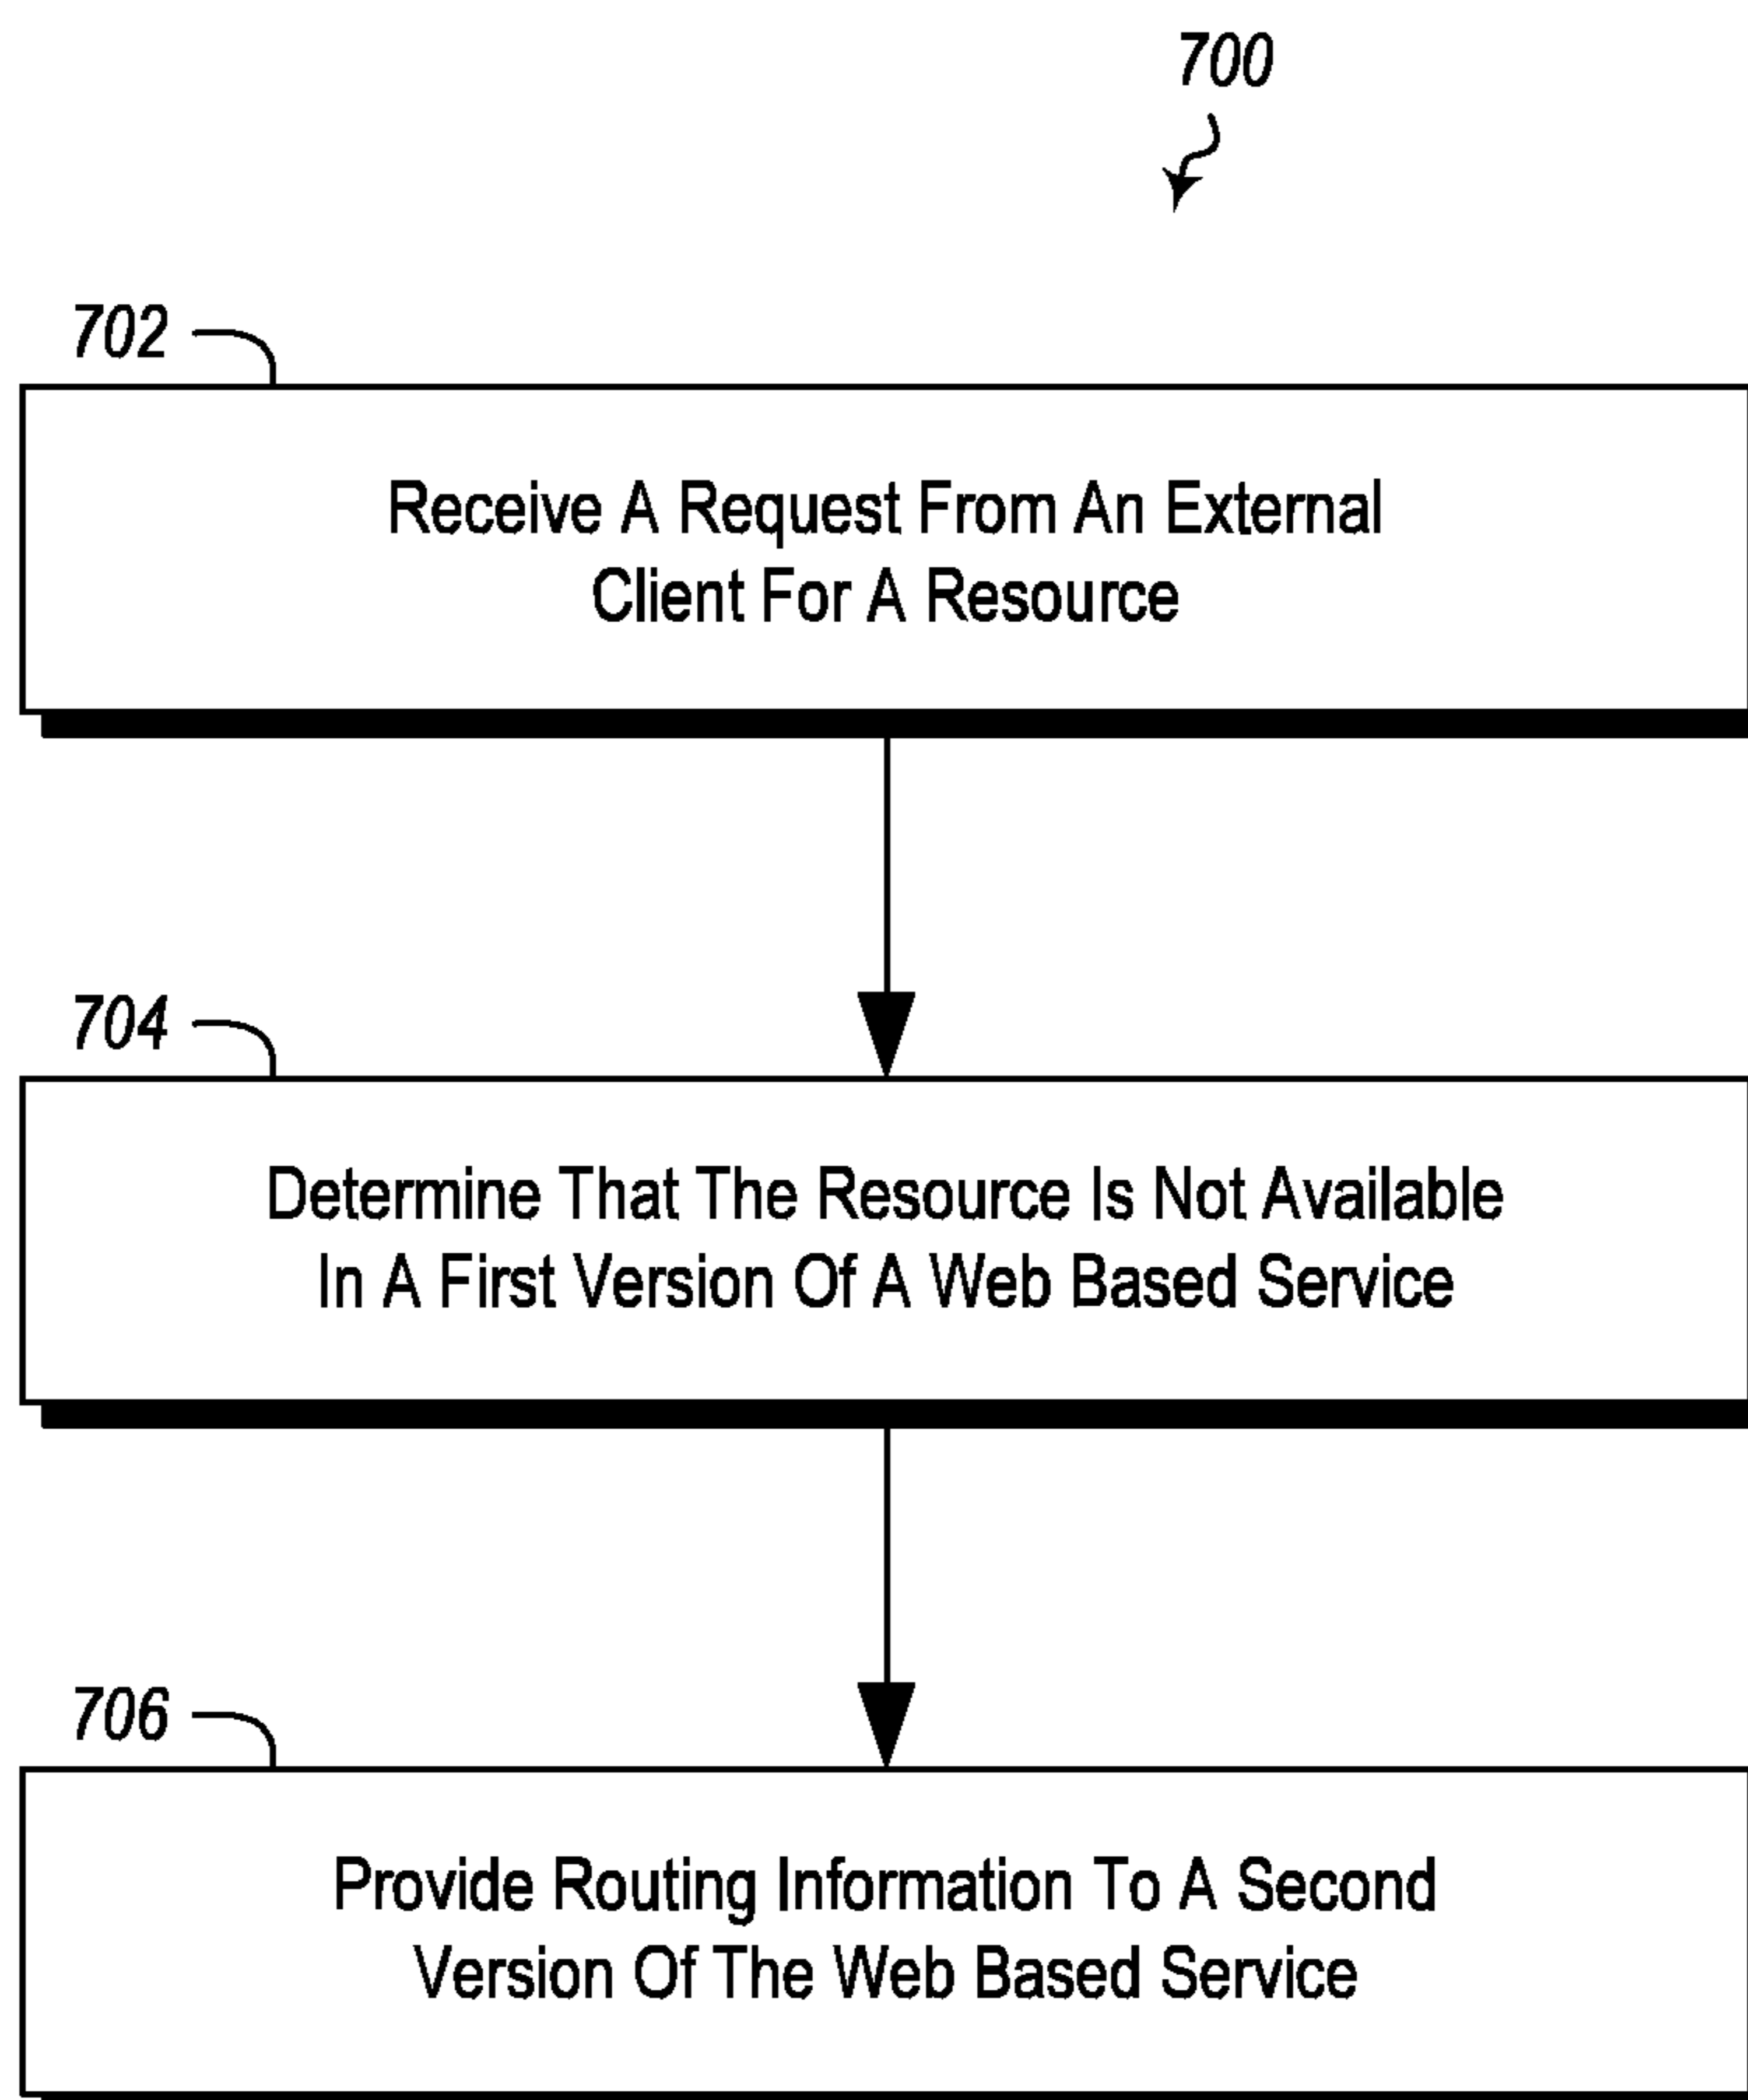 700
702
Receive A Request From An External
Client For A Resource
704
Determine That The Resource Is Not Available
In A First Version Of A Web Based Service
706
Provide Routing Information To A Second
Version Of The Web Based Service